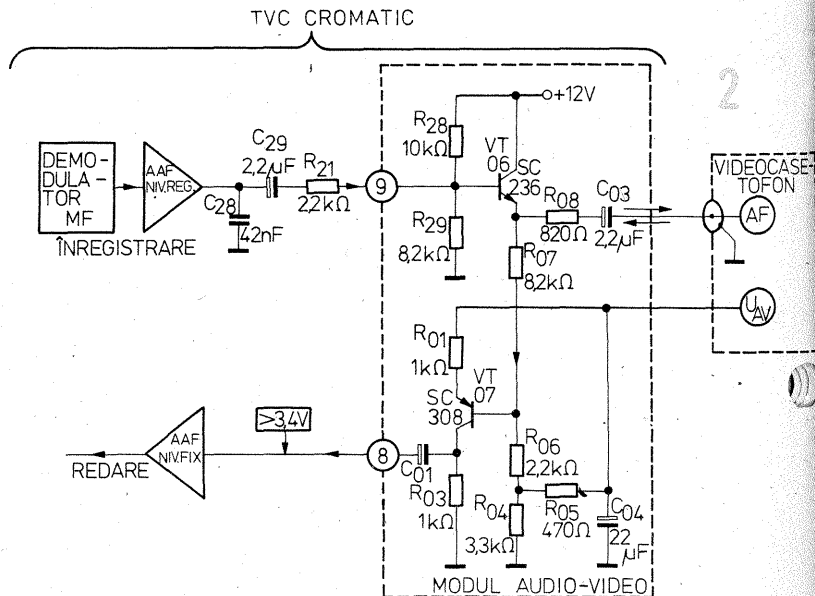 TVC CROMATIC
2
+12V
R28
10kΩ
VT
06
SC
236
C29
2,2µF
R21
2,2kΩ
DEMO-
DULA-
TOR
MF
AAF
NIV.REG.
C28
42nF
ÎNREGISTRARE
9
R29
8,2kΩ
R08
820Ω
C03
2,2µF
R07
8,2kΩ
VIDEOCASE-
TOFON
AF
UAV
R01
1kΩ
SC
308
VT
07
>3,4V
AAF
NIV.FIX
REDARE
8
C01
R03
1kΩ
R06
2,2kΩ
R04
3,3kΩ
R05
470Ω
C04
22
µF
MODUL AUDIO-VIDEO